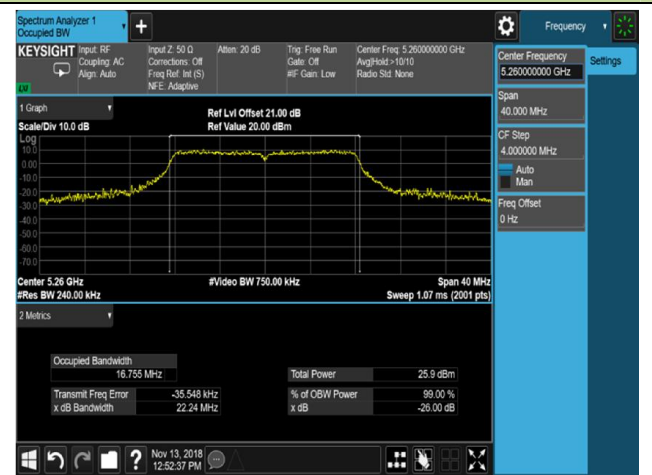 Spectrum Analyzer 1
Occupied BW
Frequency
KEYSIGHT
Input: RF
Coupling: AC
Align: Auto
Input Z: 50 Ω
Corrections: Off
Freq Ref: Int (S)
NFE: Adaptive
Atten: 20 dB
Trig: Free Run
Gate: Off
#IF Gain: Low
Center Freq: 5.260000000 GHz
Avg|Hold:>10/10
Radio Std: None
Center Frequency
5.260000000 GHz
Settings
Span
40.000 MHz
CF Step
4.000000 MHz
Auto
Man
Freq Offset
0 Hz
1 Graph
Scale/Div 10.0 dB
Ref Lvl Offset 21.00 dB
Ref Value 20.00 dBm
Log
10.0
0.00
-10.0
-20.0
-30.0
-40.0
-50.0
-60.0
-70.0
Center 5.26 GHz
#Video BW 750.00 kHz
Span 40 MHz
#Res BW 240.00 kHz
Sweep 1.07 ms (2001 pts)
2 Metrics
Occupied Bandwidth
16.755 MHz
Total Power 25.9 dBm
Transmit Freq Error -35.548 kHz
% of OBW Power 99.00 %
x dB Bandwidth 22.24 MHz
x dB -26.00 dB
Nov 13, 2018
12:52:37 PM